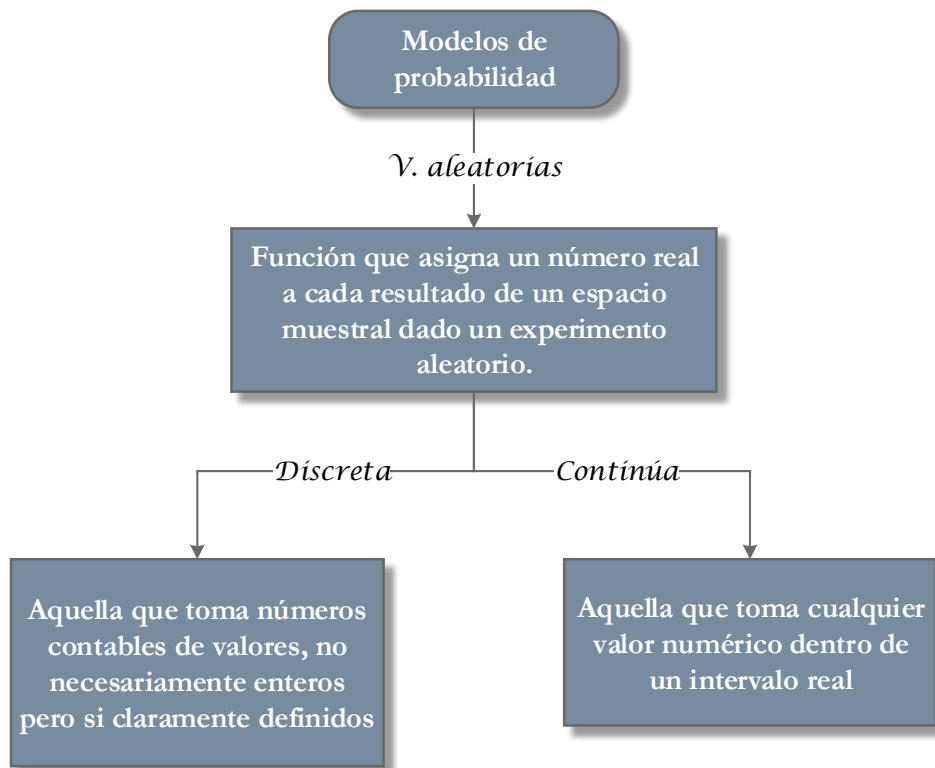 Modelos de
probabilidad
V. aleatorias
Función que asigna un número real
a cada resultado de un espacio
muestral dado un experimento
aleatorio.
Discreta
Continúa
Aquella que toma números
contables de valores, no
necesariamente enteros
pero si claramente definidos
Aquella que toma cualquier
valor numérico dentro de
un intervalo real